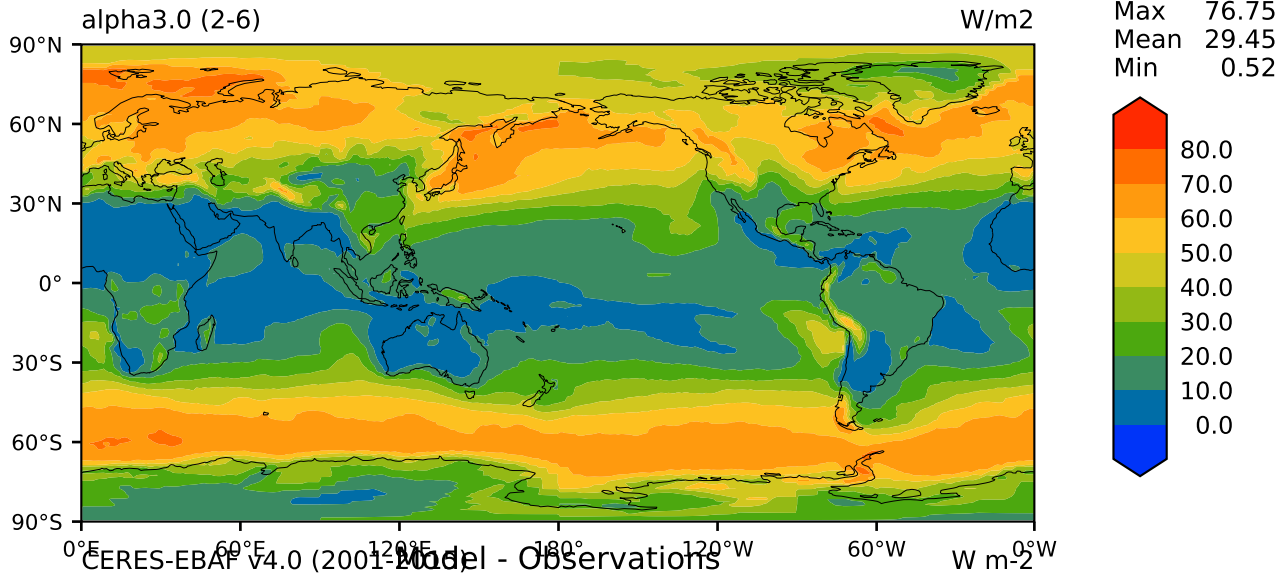 alpha3.0 (2-6) W/m2
Max 76.75
Mean 29.45
Min 0.52
90°N
60°N
30°N
0°
30°S
60°S
90°S
80.0
70.0
60.0
50.0
40.0
30.0
20.0
10.0
0.0
0°E 60°E 120°E 180° 120°W 60°W 0°W
CERES-EBAF v4.0 (2001-2015) Model - Observations W m-2